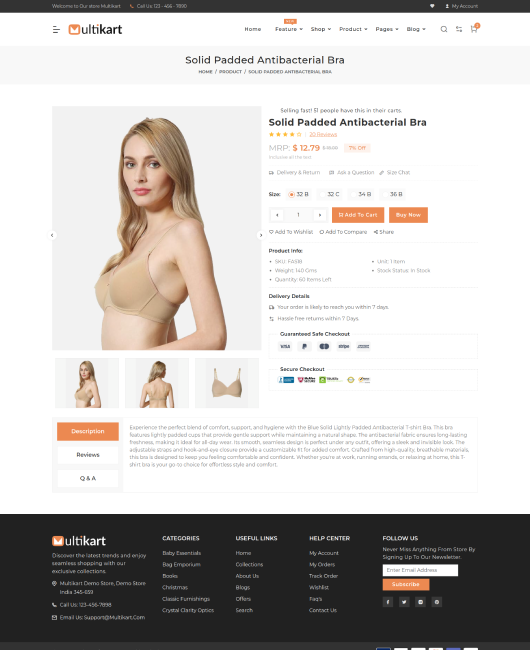 Welcome to Our store Multikart
Call Us: 123 - 456 - 7890
My Account
Multikart
Home
Feature
Shop
Product
Pages
Blog
Solid Padded Antibacterial Bra
HOME / PRODUCT / SOLID PADDED ANTIBACTERIAL BRA
Selling fast! 51 people have this in their carts.
Solid Padded Antibacterial Bra
20 Reviews
MRP: $ 12.79
7% Off
Inclusive all the text
Delivery & Return
Ask a Question
Size Chat
Size:
32 B
32 C
34 B
36 B
1
Add To Cart
Buy Now
Add To Wishlist
Add To Compare
Share
Product Info:
SKU: FAS18
Unit: 1 Item
Weight: 140 Gms
Stock Status: In Stock
Quantity: 60 Items Left
Delivery Details
Your order is likely to reach you within 7 days.
Hassle free returns within 7 Days.
Guaranteed Safe Checkout
VISA
stripe
Secure Checkout
Description
Reviews
Q & A
Experience the perfect blend of comfort, support, and hygiene with the Blue Solid Lightly Padded Antibacterial T-shirt Bra. This bra
features lightly padded cups that provide gentle support while maintaining a natural shape. The antibacterial fabric ensures long-lasting
freshness, making it ideal for all-day wear. Its smooth, seamless design is perfect under any outfit, offering a sleek and invisible look. The
adjustable straps and hook-and-eye closure provide a customizable fit for added comfort. Crafted from high-quality, breathable materials,
this bra is designed to keep you feeling comfortable and confident. Whether you're at work, running errands, or relaxing at home, this T-
shirt bra is your go-to choice for effortless style and comfort.
Multikart
Discover the latest trends and enjoy
seamless shopping with our
exclusive collections.
Multikart Demo Store, Demo Store
India 345-659
Call Us: 123-456-7898
Email Us: Support@Multikart.Com
CATEGORIES
Baby Essentials
Bag Emporium
Books
Christmas
Classic Furnishings
Crystal Clarity Optics
USEFUL LINKS
Home
Collections
About Us
Blogs
Offers
Search
HELP CENTER
My Account
My Orders
Track Order
Wishlist
Faq's
Contact Us
FOLLOW US
Never Miss Anything From Store By
Signing Up To Our Newsletter.
Enter Email Address
Subscribe